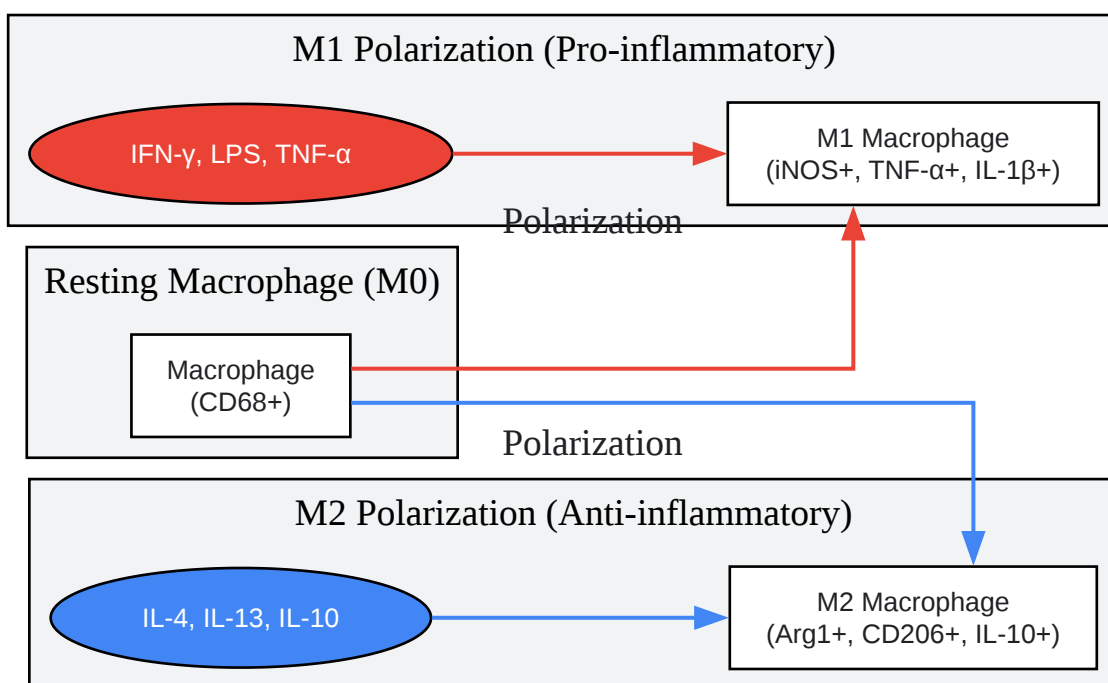 M1 Polarization (Pro-inflammatory)
IFN-γ, LPS, TNF-α
M1 Macrophage
(iNOS+, TNF-α+, IL-1β+)
Polarization
Resting Macrophage (M0)
Macrophage
(CD68+)
Polarization
M2 Polarization (Anti-inflammatory)
IL-4, IL-13, IL-10
M2 Macrophage
(Arg1+, CD206+, IL-10+)